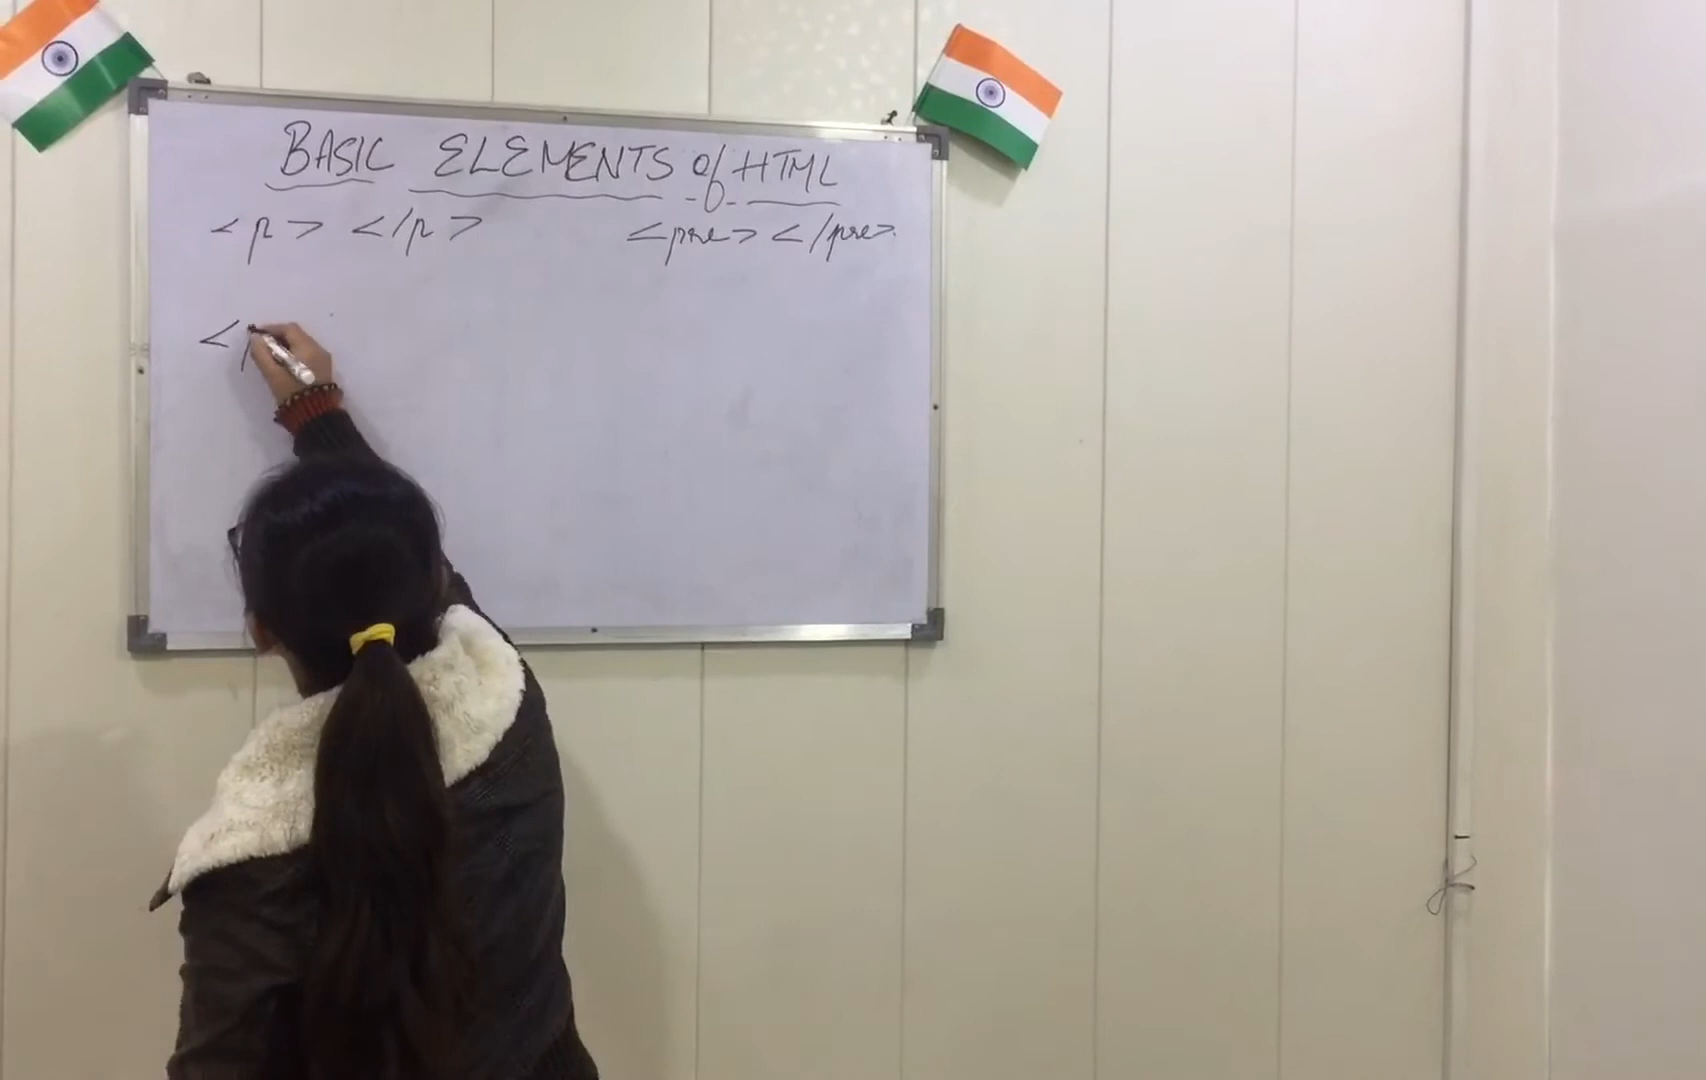 BASIC ELEMENTS of HTML
<p> </p> <pre> </pre>
<p